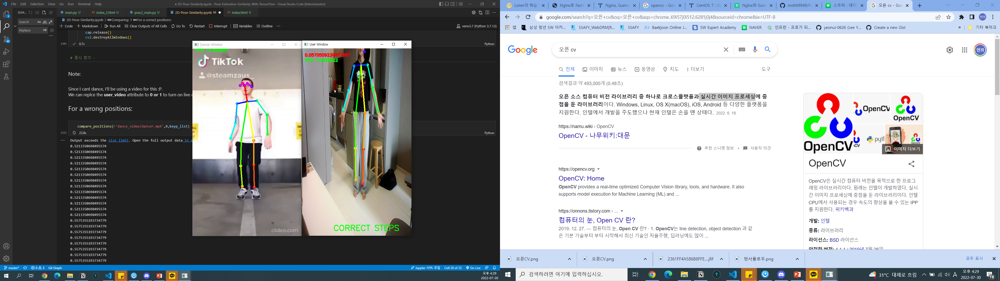 File Edit Selection View Go Run Terminal Help
● 2D-Pose-Similarity.ipynb - Pose-Estimation-Similarity-With-TensorFlow - Visual Studio Code [Administrator]
SEAR...
main.py U
index_2.html U
prac2_main.py U
2D-Pose-Similarity.ipynb M ●
index.html U
Search
Replace
2D-Pose-Similarity.ipynb > Comparing: > For a correct positions:
+ Code + Markdown Run All Clear Outputs of All Cells Go To Restart Interrupt Variables Outline ...
venv3.7 (Python 3.7.13)
cap.release()
cv2.destroyAllWindows()
[20] 0.7s
Python
# 동시 분석 ...
Note:
Since I cant dance, I'll be using a video for this :P.
We can replce the user_video attribute to 0 or 1 to turn on live
For a wrong positions:
compare_positions(r'dance_video/dancer.mp4',0,keyp_list)
[22] 22.8s
Python
Output exceeds the size limit. Open the full output data in a
0.5213350698495574
0.5213350698495574
0.5213350698495574
0.5213350698495574
0.5213350698495574
0.5213350698495574
0.5213350698495574
0.5213350698495574
0.5213350698495574
0.5213350698495574
0.5213350698495574
0.5213350698495574
0.5213350698495574
0.5575355193734779
0.5575355193734779
0.5575355193734779
0.5575355193734779
0.5575355193734779
0.5575355193734779
0.5575355193734779
0.5575355193734779
Dancer Window
TikTok
@steamzaus_
clideo.com
User Window
CORRECT STEPS
master*
0 3
Git Graph
Jupyter 서버: 로컬
Cell 20 of 23
Go Live
오후 4:29
2022-07-30
Loner의 학습
Nginx로 FastA
Nginx, Gunico
opencv - Goo
CentOS 7 : Op
Nginx와 Guni
mohit9949/Po
스우파 : 네이
오픈 cv - Goo
google.com/search?q=오픈+cv&oq=오픈+cv&aqs=chrome..69i57j0i512.6281j0j4&sourceid=chrome&ie=UTF-8
연의
앱
삼성 청년 SW 아카...
SSAFY_WebDRM[R...
SSAFY
Baekjoon Online J...
SW Expert Academy
NAVER
인프런 - 프로가 되...
yeonui-0626 (Lee Y...
Create a new Gist
»
기타 북마크
Google
오픈 cv
연의
전체
이미지
뉴스
동영상
지도
더보기
도구
검색결과 약 493,000개 (0.48초)
오픈 소스 컴퓨터 비전 라이브러리 중 하나로 크로스플랫폼과 실시간 이미지 프로세싱에 중
점을 둔 라이브러리이다. Windows, Linux, OS X(macOS), iOS, Android 등 다양한 플랫폼을
지원한다. 인텔에서 개발을 주도했으나 현재 인텔은 손을 뗀 상태다. 2022. 6. 18.
https://namu.wiki › OpenCV
OpenCV - 나무위키:대문
추천 스니펫 정보 • 사용자 의견
https://opencv.org
OpenCV: Home
OpenCV provides a real-time optimized Computer Vision library, tools, and hardware. It also
supports model execution for Machine Learning (ML) and ...
https://onnons.tistory.com › ...
컴퓨터의 눈, Open CV 란?
2019. 12. 27. — 컴퓨터의 눈, Open CV 란? · 1. OpenCV는 line detection, object detection 과 같
은 기본 기술부터 부터 시작해서 최신 기술인 자율주행, 딥러닝에도 많이 ...
OpenCV
OpenCV
OpenCV
이미지 더보기
OpenCV
OpenCV은 실시간 컴퓨터 비전을 목적으로 한 프로그
래밍 라이브러리이다. 원래는 인텔이 개발하였다. 실시
간 이미지 프로세싱에 중점을 둔 라이브러리이다. 인텔
CPU에서 사용되는 경우 속도의 향상을 볼 수 있는 IPP
를 지원한다. 위키백과
개발: 인텔
종류: 라이브러리
라이선스: BSD 라이선스
안정화 버전: 4.1.1 / 2019년 7월 26일
오픈CV.png
오픈CV.png
2361FF4A586B8FFE....jfif
텐서플로우.png
모두 표시
검색하려면 여기에 입력하십시오.
31°C 대체로 흐림
A
오후 4:29
2022-07-30
18